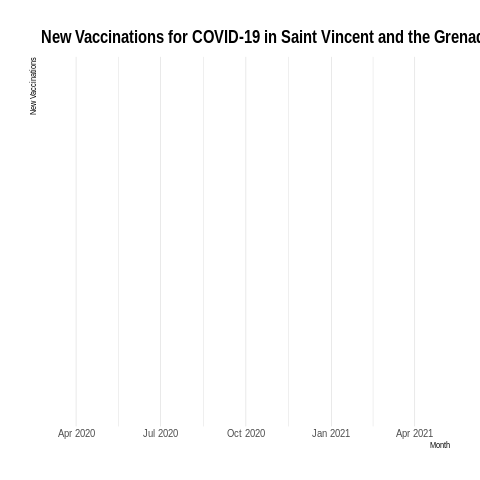 New Vaccinations for COVID-19 in Saint Vincent and the Grenad
New Vaccinations
Apr 2020 Jul 2020 Oct 2020 Jan 2021 Apr 2021
Month